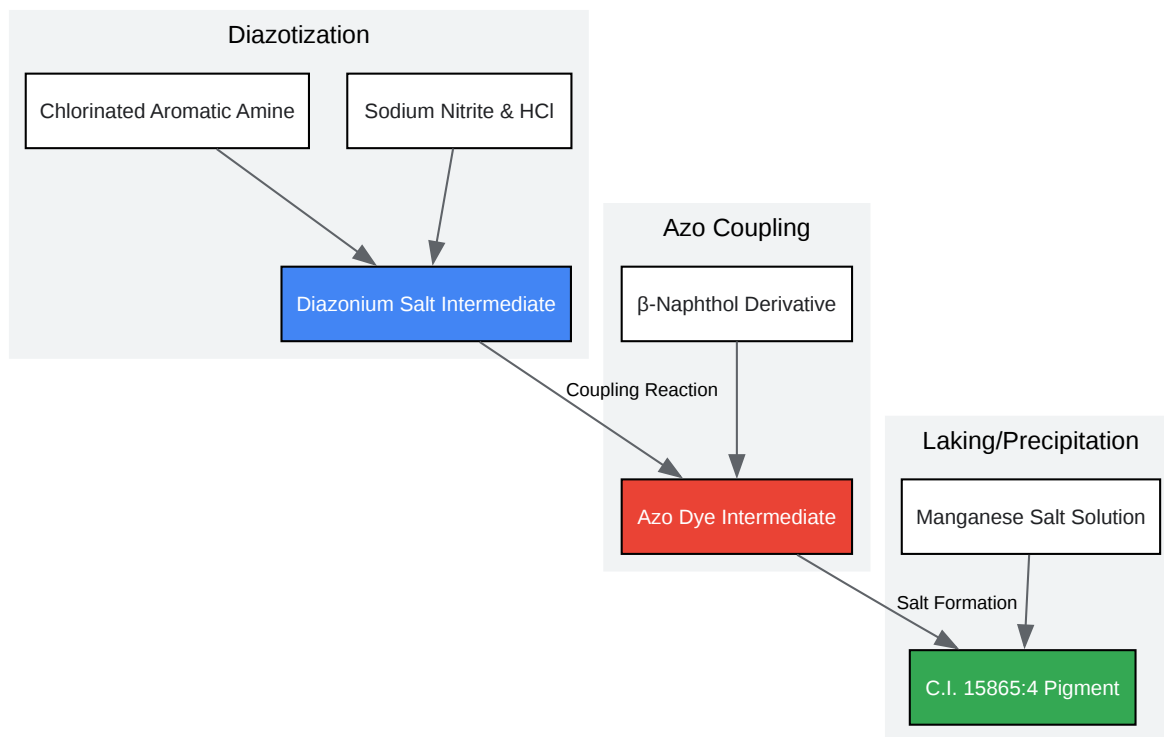 Diazotization
Chlorinated Aromatic Amine
Sodium Nitrite & HCl
Diazonium Salt Intermediate
Azo Coupling
β-Naphthol Derivative
Coupling Reaction
Azo Dye Intermediate
Laking/Precipitation
Manganese Salt Solution
Salt Formation
C.I. 15865:4 Pigment